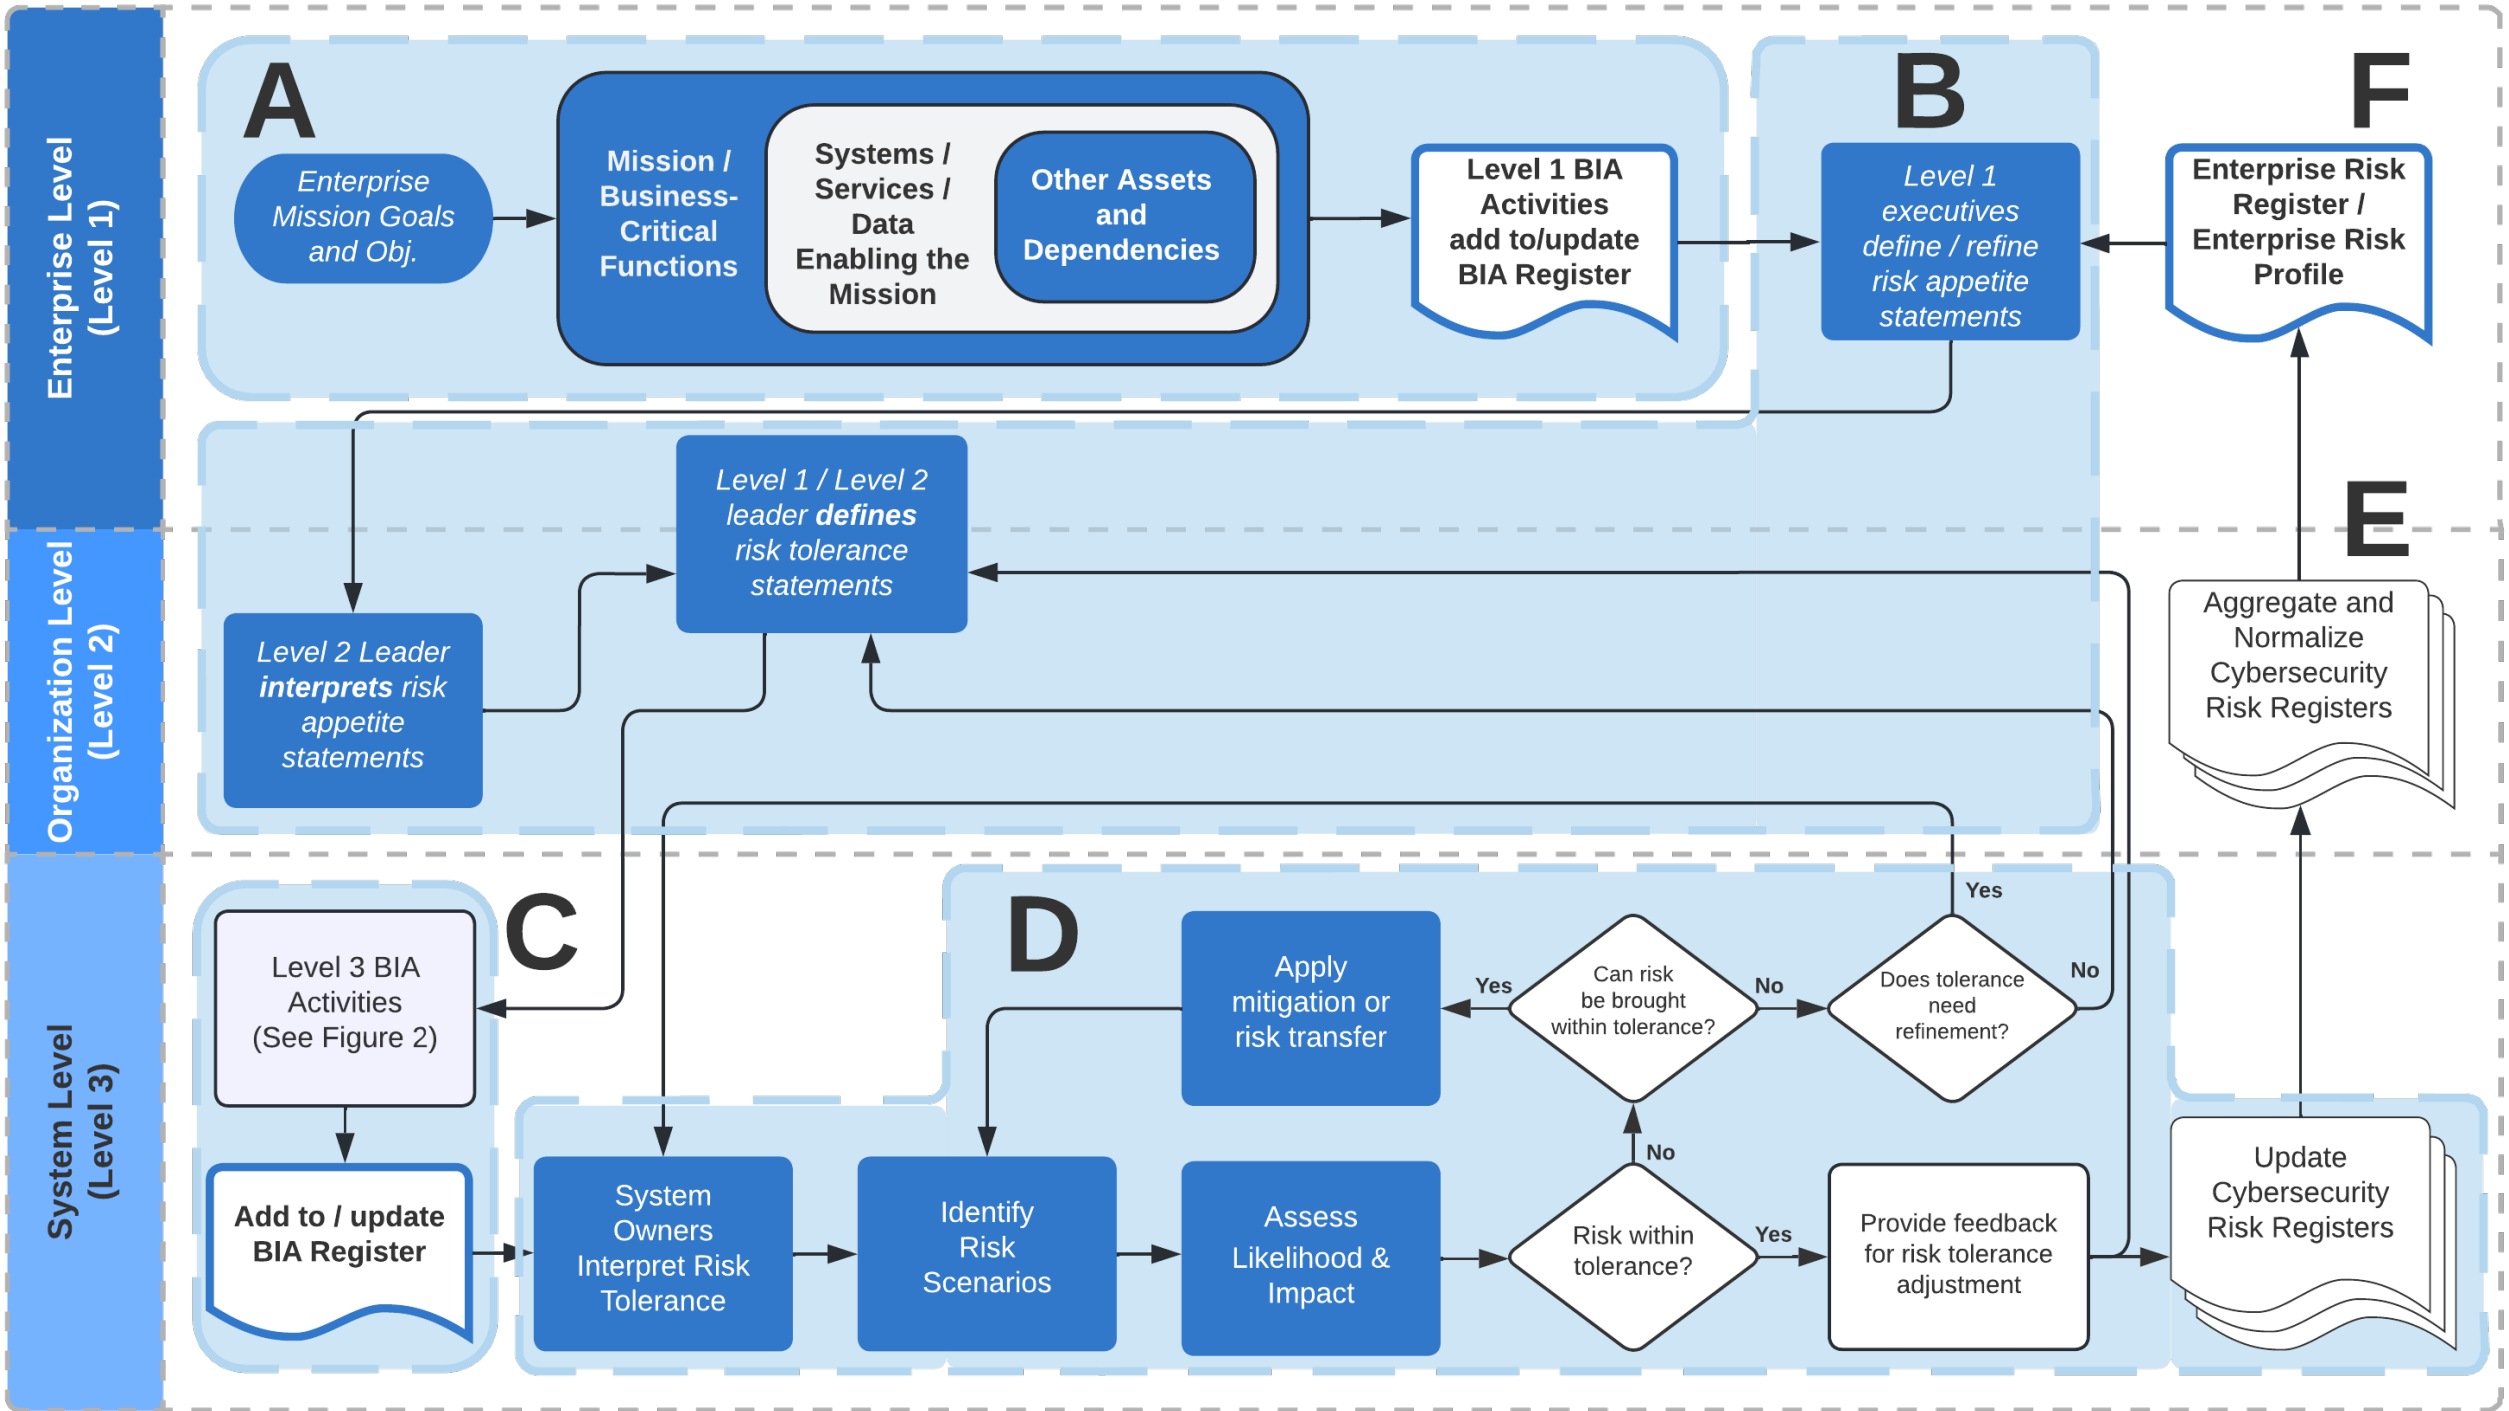 Enterprise Level
(Level 1)
A
Enterprise
Mission Goals
and Obj.
Mission /
Business-
Critical
Functions
Systems /
Services /
Data
Enabling the
Mission
Other Assets
and
Dependencies
Level 1 BIA
Activities
add to/update
BIA Register
B
Level 1
executives
define / refine
risk appetite
statements
F
Enterprise Risk
Register /
Enterprise Risk
Profile
Level 1 / Level 2
leader defines
risk tolerance
statements
Organization Level
(Level 2)
Level 2 Leader
interprets risk
appetite
statements
E
Aggregate and
Normalize
Cybersecurity
Risk Registers
System Level
(Level 3)
C
Level 3 BIA
Activities
(See Figure 2)
Add to / update
BIA Register
D
Apply
mitigation or
risk transfer
Yes
Can risk
be brought
within tolerance?
No
Does tolerance
need
refinement?
Yes
No
System
Owners
Interpret Risk
Tolerance
Identify
Risk
Scenarios
Assess
Likelihood &
Impact
No
Risk within
tolerance?
Yes
Provide feedback
for risk tolerance
adjustment
Update
Cybersecurity
Risk Registers